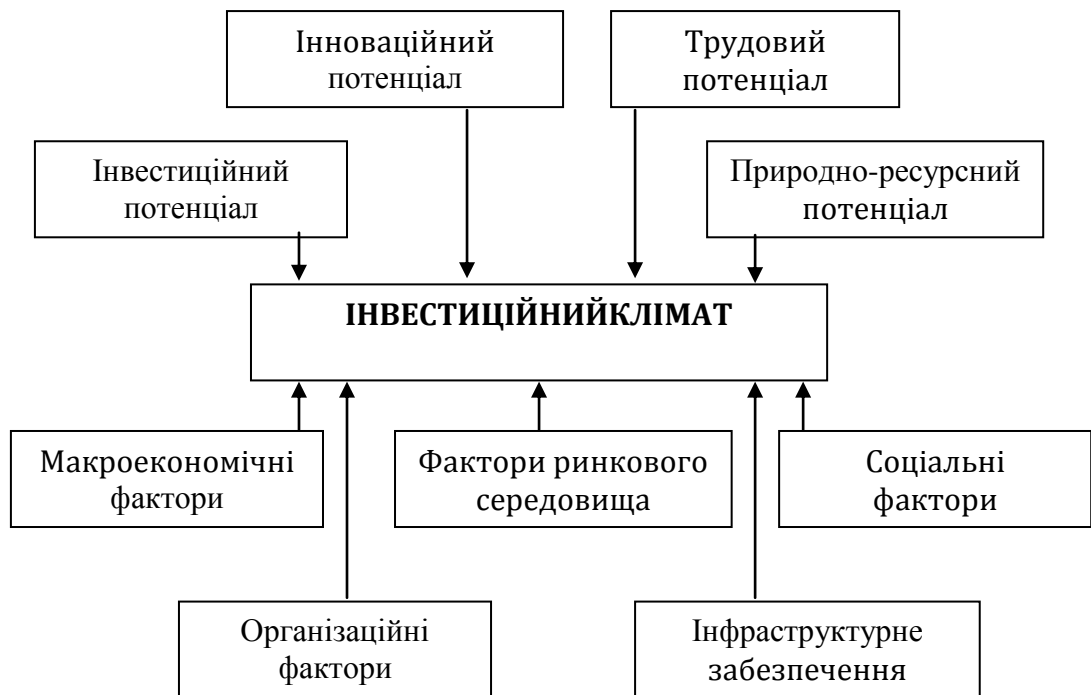 Інноваційний
потенціал
Трудовий
потенціал
Інвестиційний
потенціал
Природно-ресурсний
потенціал
ІНВЕСТИЦІЙНИЙКЛІМАТ
Макроекономічні
фактори
Фактори ринкового
середовища
Соціальні
фактори
Організаційні
фактори
Інфраструктурне
забезпечення